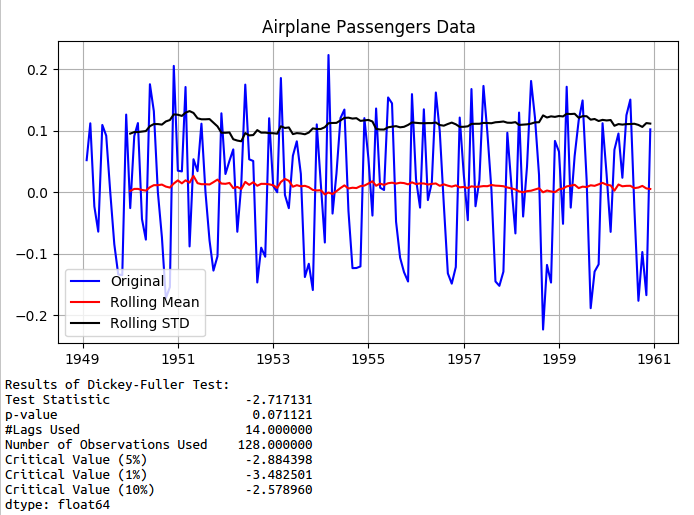 Airplane Passengers Data
0.2
0.1
0.0
−0.1
−0.2
Original
Rolling Mean
Rolling STD
1949 1951 1953 1955 1957 1959 1961
Results of Dickey-Fuller Test:
Test Statistic -2.717131
p-value 0.071121
#Lags Used 14.000000
Number of Observations Used 128.000000
Critical Value (5%) -2.884398
Critical Value (1%) -3.482501
Critical Value (10%) -2.578960
dtype: float64